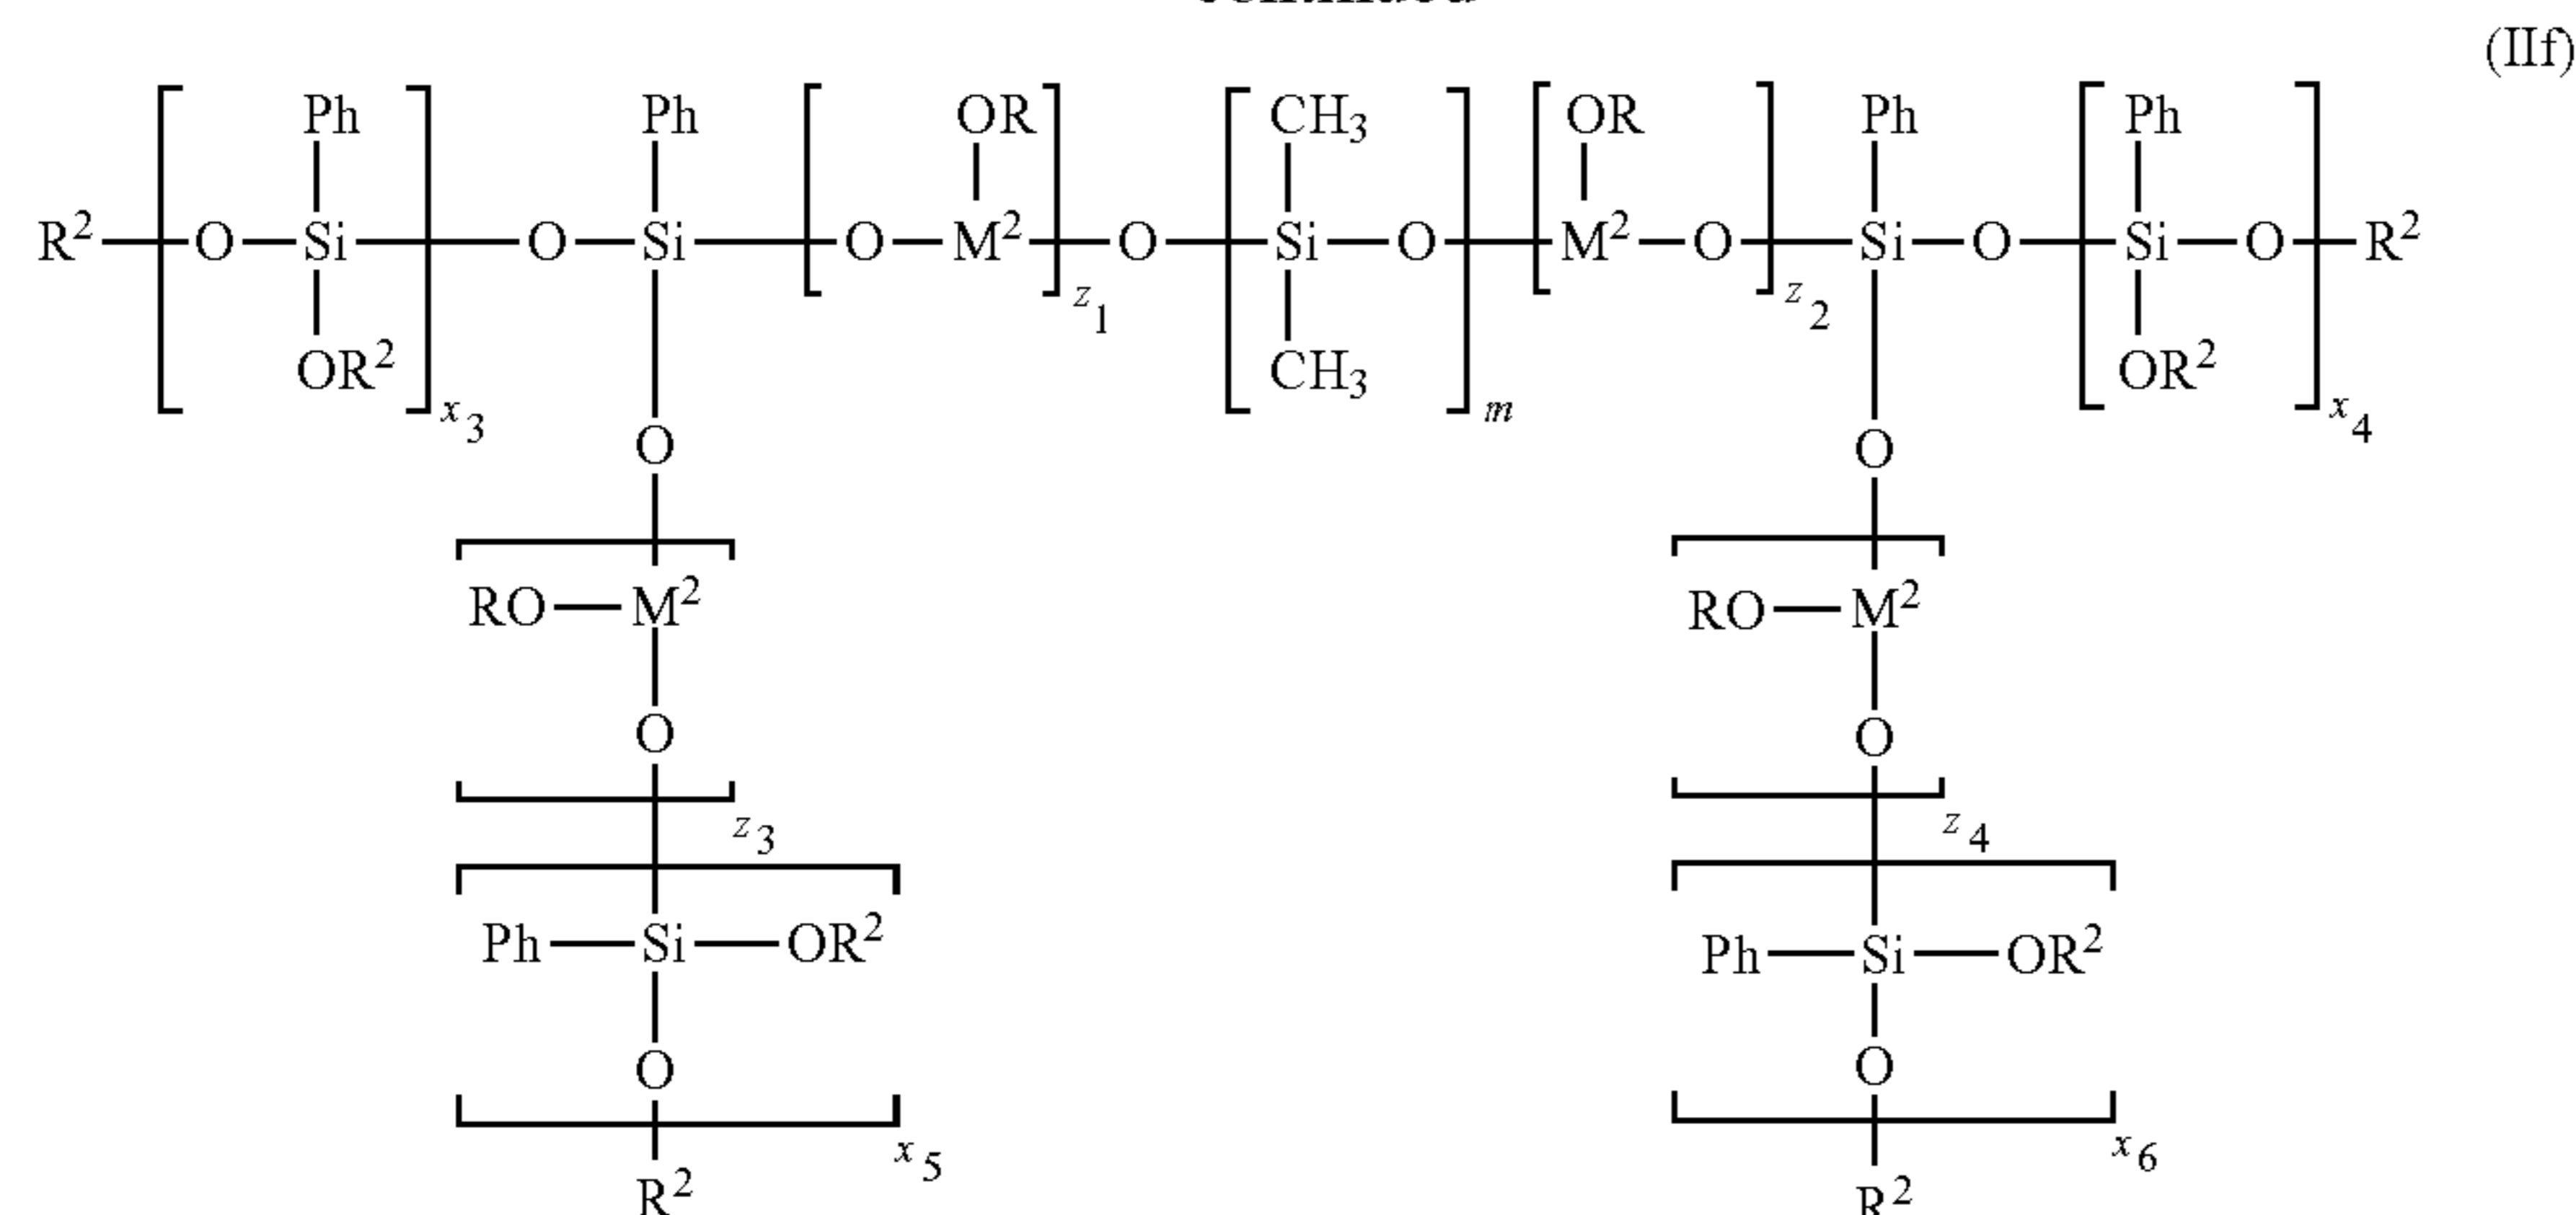 (IIf)
Ph Ph OR CH₃ OR Ph Ph
R² O Si O Si O M² O Si O M² O Si O Si O R²
OR² x₃ z₁ CH₃ m z₂ OR² x₄
O O
RO M² RO M²
O O
z₃ z₄
Ph Si OR² Ph Si OR²
O O
x₅ x₆
R² R²